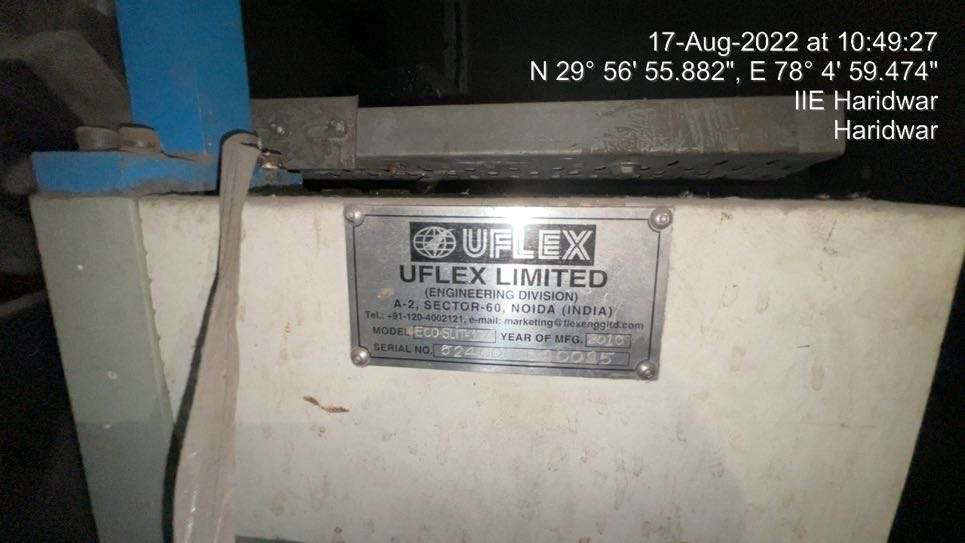 17-Aug-2022 at 10:49:27
N 29° 56' 55.882", E 78° 4' 59.474"
IIE Haridwar
Haridwar
UFLEX
UFLEX LIMITED
(ENGINEERING DIVISION)
A-2, SECTOR-60, NOIDA (INDIA)
Tel.: +91-120-4002121, e-mail: marketing@flexenggltd.com
MODEL YEAR OF MFG. 2010
SERIAL NO.